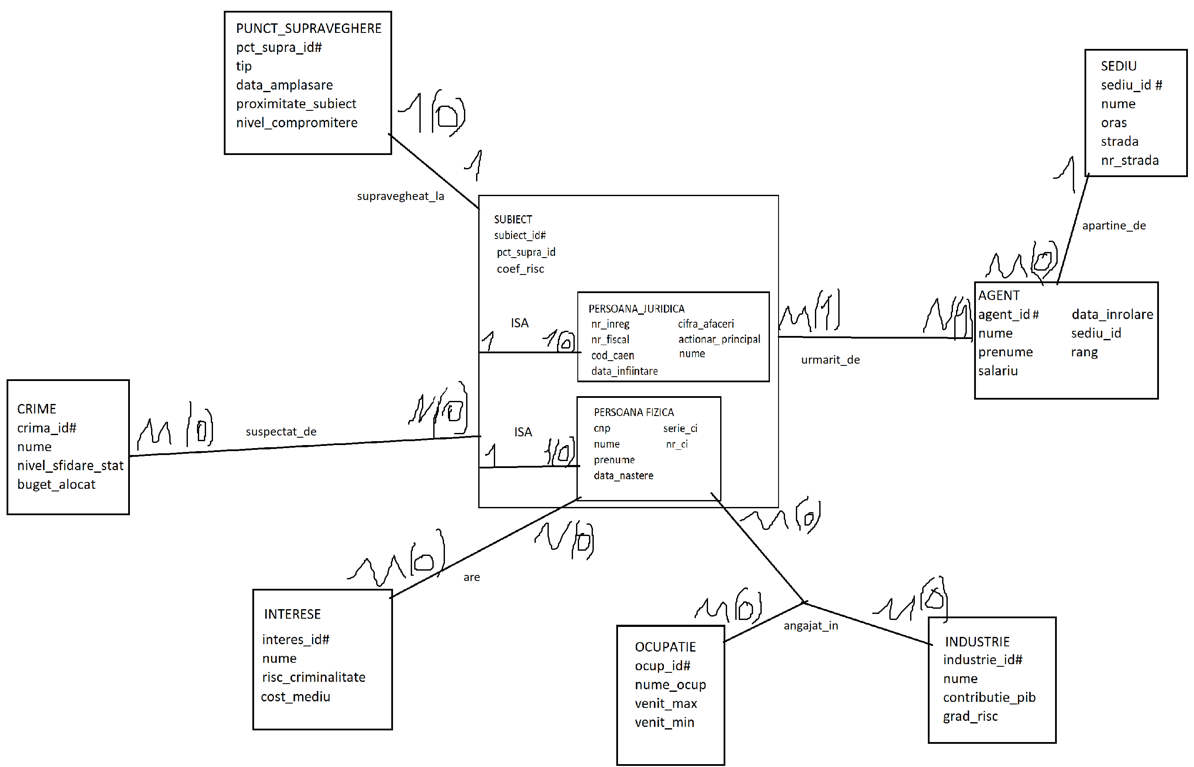 PUNCT_SUPRAVEGHERE
pct_supra_id#
tip
data_amplasare
proximitate_subiect
nivel_compromitere
1(0)
1
supravegheat_la
SEDIU
sediu_id #
nume
oras
strada
nr_strada
1
apartine_de
M(0)
SUBIECT
subiect_id#
pct_supra_id
coef_risc
ISA
1
1(0)
PERSOANA_JURIDICA
nr_inreg cifra_afaceri
nr_fiscal actionar_principal
cod_caen nume
data_infiintare
M(1)
N(1)
urmarit_de
AGENT
agent_id# data_inrolare
nume sediu_id
prenume rang
salariu
CRIME
crima_id#
nume
nivel_sfidare_stat
buget_alocat
M(0)
suspectat_de
N(0)
ISA
1
1(0)
PERSOANA FIZICA
cnp serie_ci
nume nr_ci
prenume
data_nastere
M(0)
are
N(0)
M(0)
INTERESE
interes_id#
nume
risc_criminalitate
cost_mediu
M(0)
angajat_in
M(0)
OCUPATIE
ocup_id#
nume_ocup
venit_max
venit_min
INDUSTRIE
industrie_id#
nume
contributie_pib
grad_risc